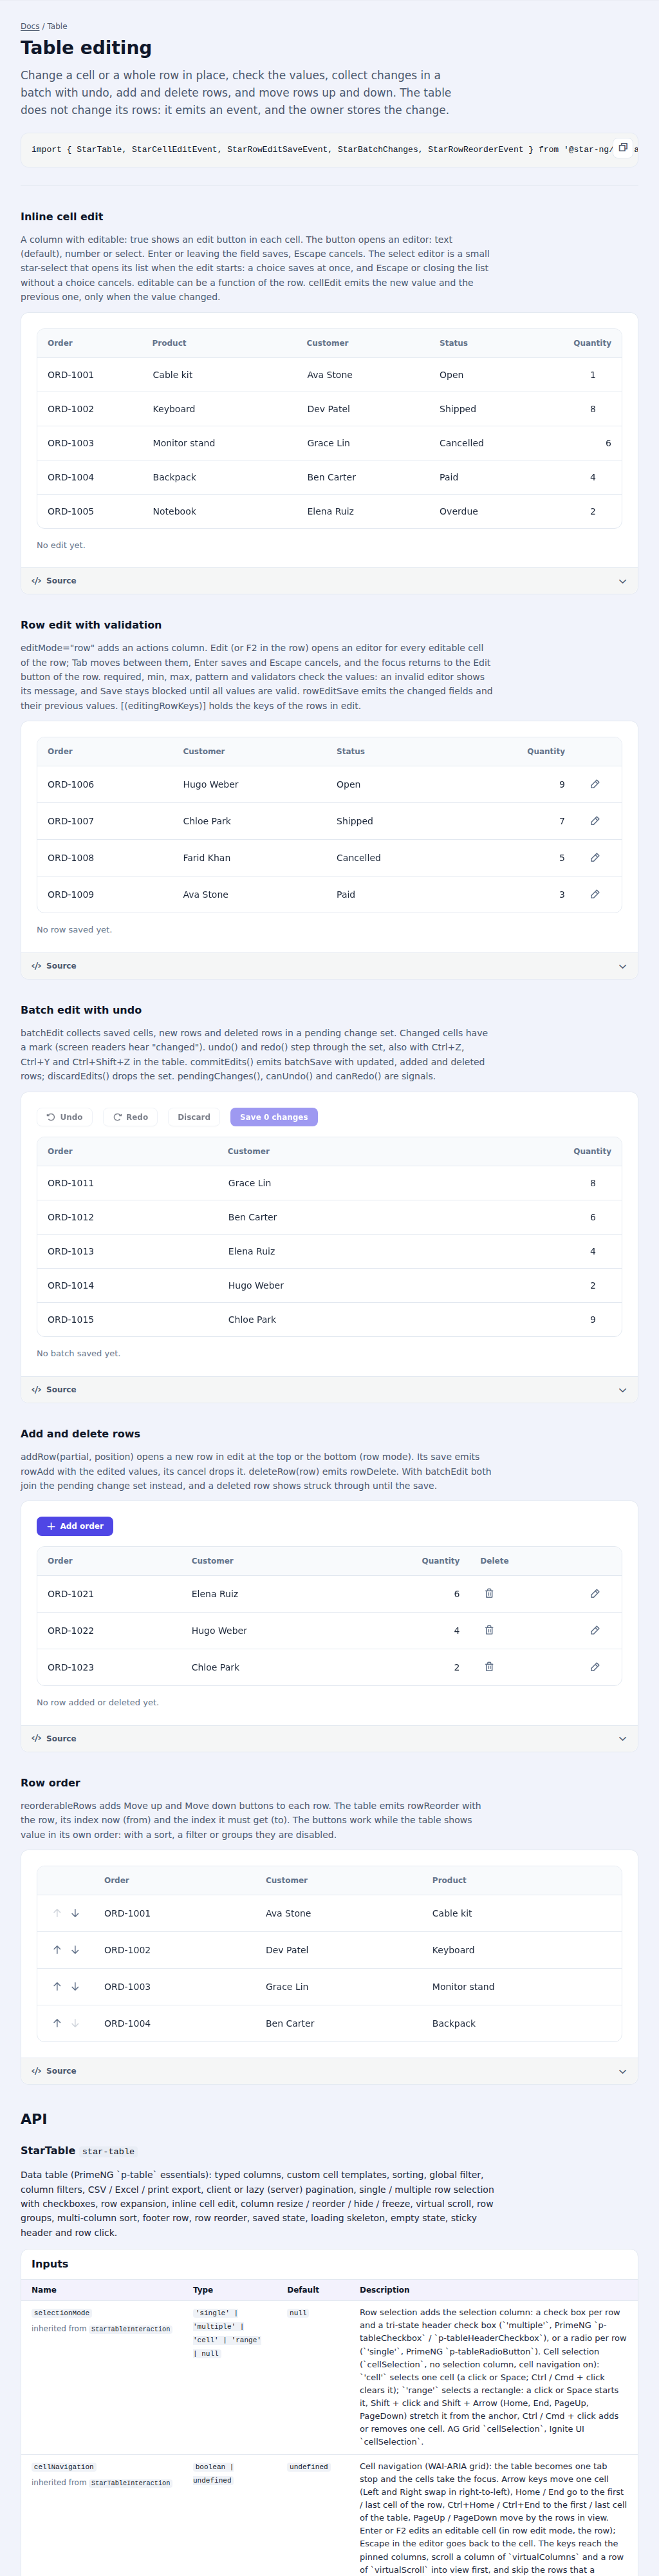 Docs / Table
Table editing
Change a cell or a whole row in place, check the values, collect changes in a
batch with undo, add and delete rows, and move rows up and down. The table
does not change its rows: it emits an event, and the owner stores the change.
import { StarTable, StarCellEditEvent, StarRowEditSaveEvent, StarBatchChanges, StarRowReorderEvent } from '@star-ng/
Inline cell edit
A column with editable: true shows an edit button in each cell. The button opens an editor: text
(default), number or select. Enter or leaving the field saves, Escape cancels. The select editor is a small
star-select that opens its list when the edit starts: a choice saves at once, and Escape or closing the list
without a choice cancels. editable can be a function of the row. cellEdit emits the new value and the
previous one, only when the value changed.
Order Product Customer Status Quantity
ORD-1001 Cable kit Ava Stone Open 1
ORD-1002 Keyboard Dev Patel Shipped 8
ORD-1003 Monitor stand Grace Lin Cancelled 6
ORD-1004 Backpack Ben Carter Paid 4
ORD-1005 Notebook Elena Ruiz Overdue 2
No edit yet.
Source
Row edit with validation
editMode="row" adds an actions column. Edit (or F2 in the row) opens an editor for every editable cell
of the row; Tab moves between them, Enter saves and Escape cancels, and the focus returns to the Edit
button of the row. required, min, max, pattern and validators check the values: an invalid editor shows
its message, and Save stays blocked until all values are valid. rowEditSave emits the changed fields and
their previous values. [(editingRowKeys)] holds the keys of the rows in edit.
Order Customer Status Quantity
ORD-1006 Hugo Weber Open 9
ORD-1007 Chloe Park Shipped 7
ORD-1008 Farid Khan Cancelled 5
ORD-1009 Ava Stone Paid 3
No row saved yet.
Source
Batch edit with undo
batchEdit collects saved cells, new rows and deleted rows in a pending change set. Changed cells have
a mark (screen readers hear "changed"). undo() and redo() step through the set, also with Ctrl+Z,
Ctrl+Y and Ctrl+Shift+Z in the table. commitEdits() emits batchSave with updated, added and deleted
rows; discardEdits() drops the set. pendingChanges(), canUndo() and canRedo() are signals.
Undo Redo Discard Save 0 changes
Order Customer Quantity
ORD-1011 Grace Lin 8
ORD-1012 Ben Carter 6
ORD-1013 Elena Ruiz 4
ORD-1014 Hugo Weber 2
ORD-1015 Chloe Park 9
No batch saved yet.
Source
Add and delete rows
addRow(partial, position) opens a new row in edit at the top or the bottom (row mode). Its save emits
rowAdd with the edited values, its cancel drops it. deleteRow(row) emits rowDelete. With batchEdit both
join the pending change set instead, and a deleted row shows struck through until the save.
Add order
Order Customer Quantity Delete
ORD-1021 Elena Ruiz 6
ORD-1022 Hugo Weber 4
ORD-1023 Chloe Park 2
No row added or deleted yet.
Source
Row order
reorderableRows adds Move up and Move down buttons to each row. The table emits rowReorder with
the row, its index now (from) and the index it must get (to). The buttons work while the table shows
value in its own order: with a sort, a filter or groups they are disabled.
Order Customer Product
ORD-1001 Ava Stone Cable kit
ORD-1002 Dev Patel Keyboard
ORD-1003 Grace Lin Monitor stand
ORD-1004 Ben Carter Backpack
Source
API
StarTable star-table
Data table (PrimeNG `p-table` essentials): typed columns, custom cell templates, sorting, global filter,
column filters, CSV / Excel / print export, client or lazy (server) pagination, single / multiple row selection
with checkboxes, row expansion, inline cell edit, column resize / reorder / hide / freeze, virtual scroll, row
groups, multi-column sort, footer row, row reorder, saved state, loading skeleton, empty state, sticky
header and row click.
Inputs
Name Type Default Description
selectionMode 'single' | null Row selection adds the selection column: a check box per row
inherited from StarTableInteraction 'multiple' | and a tri-state header check box (`'multiple'`, PrimeNG `p-
'cell' | 'range' tableCheckbox` / `p-tableHeaderCheckbox`), or a radio per row
| null (`'single'`, PrimeNG `p-tableRadioButton`). Cell selection
(`cellSelection`, no selection column, cell navigation on):
`'cell'` selects one cell (a click or Space; Ctrl / Cmd + click
clears it); `'range'` selects a rectangle: a click or Space starts
it, Shift + click and Shift + Arrow (Home, End, PageUp,
PageDown) stretch it from the anchor, Ctrl / Cmd + click adds
or removes one cell. AG Grid `cellSelection`, Ignite UI
`cellSelection`.
cellNavigation boolean | undefined Cell navigation (WAI-ARIA grid): the table becomes one tab
inherited from StarTableInteraction undefined stop and the cells take the focus. Arrow keys move one cell
(Left and Right swap in right-to-left), Home / End go to the first
/ last cell of the row, Ctrl+Home / Ctrl+End to the first / last cell
of the table, PageUp / PageDown move by the rows in view.
Enter or F2 edits an editable cell (in row edit mode, the row);
Escape in the editor goes back to the cell. The keys reach the
pinned columns, scroll a column of `virtualColumns` and a row
of `virtualScroll` into view first, and skip the rows that a